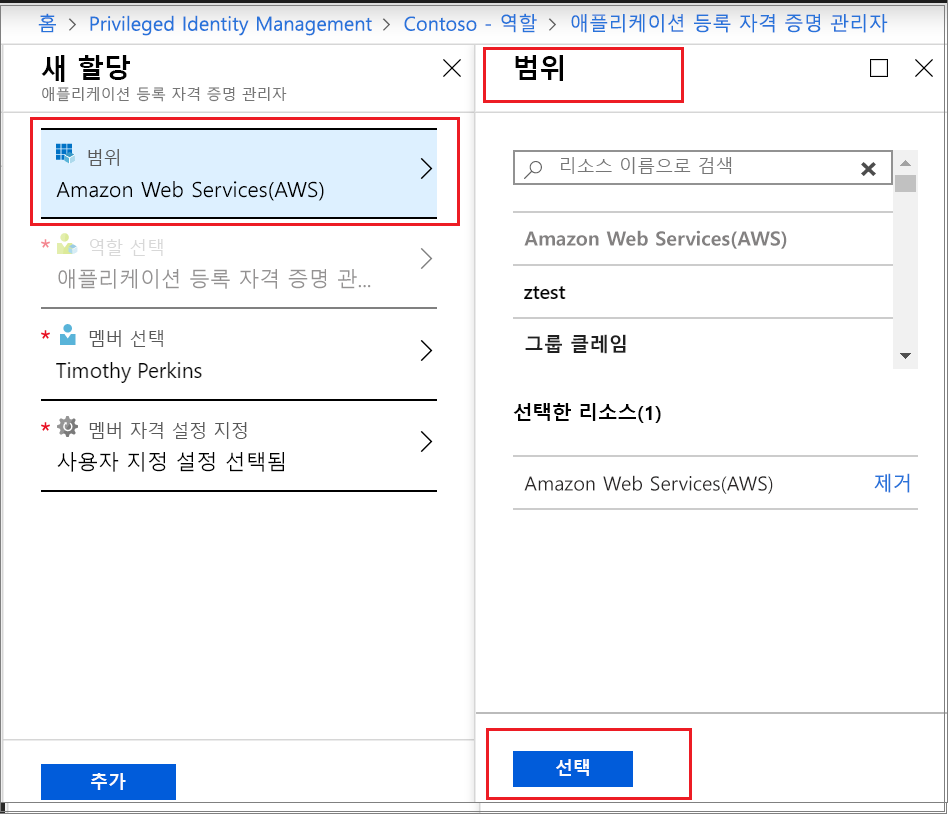 홈 > Privileged Identity Management > Contoso - 역할 > 애플리케이션 등록 자격 증명 관리자
새 할당
애플리케이션 등록 자격 증명 관리자
범위
Amazon Web Services(AWS)
* 역할 선택
애플리케이션 등록 자격 증명 관...
* 멤버 선택
Timothy Perkins
* 멤버 자격 설정 지정
사용자 지정 설정 선택됨
추가
범위
리소스 이름으로 검색
Amazon Web Services(AWS)
ztest
그룹 클레임
선택한 리소스(1)
Amazon Web Services(AWS) 제거
선택